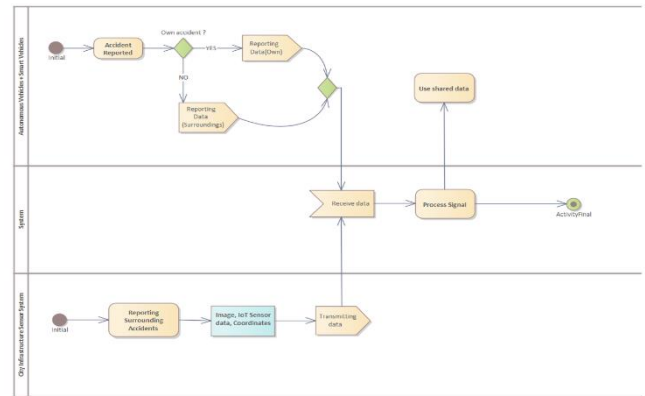 Autonomous Vehicles + Smart Vehicles
Own accident ?
Initial
Accident
Reported
YES
Reporting
Data(Own)
NO
Reporting
Data
(Surroundings)
Use shared data
System
Receive data
Process Signal
ActivityFinal
City Infrastructure Sensor System
Initial
Reporting
Surrounding
Accidents
Image, IoT Sensor
data, Coordinates
Transmitting
data